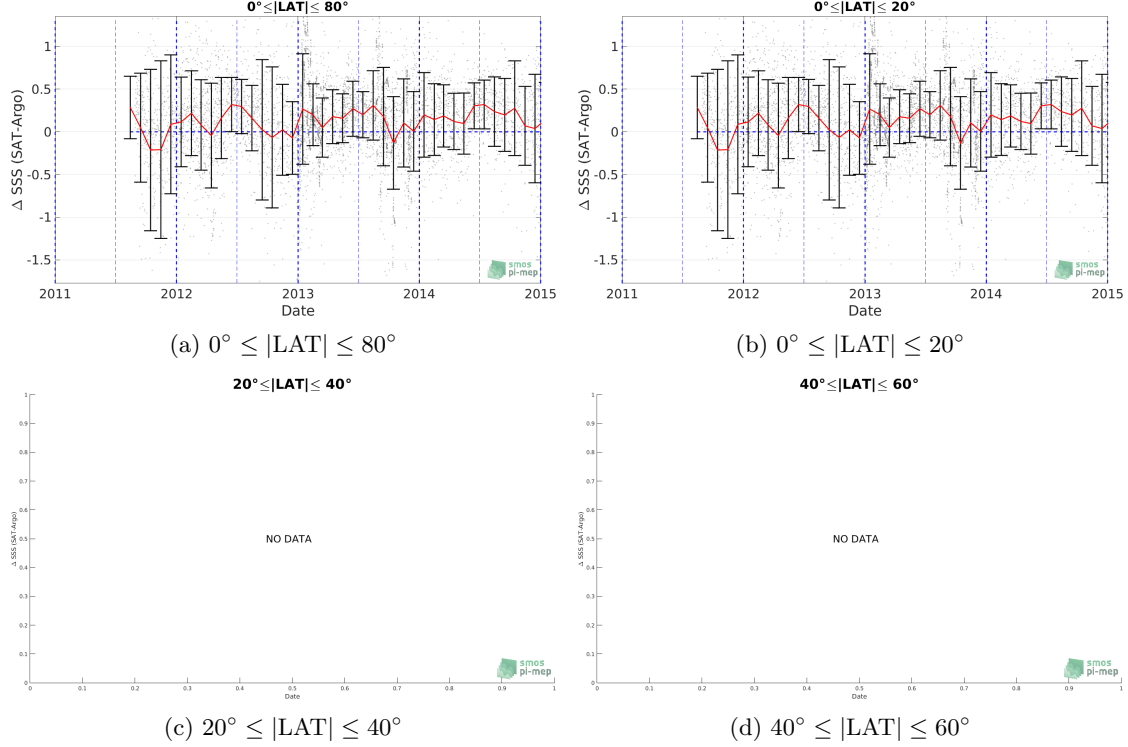 0°≤|LAT|≤ 80°
1
0.5
0
-0.5
-1
-1.5
Δ SSS (SAT-Argo)
2011 2012 2013 2014 2015
Date
smos
pi-mep
(a) 0° ≤ |LAT| ≤ 80°
0°≤|LAT|≤ 20°
1
0.5
0
-0.5
-1
-1.5
Δ SSS (SAT-Argo)
2011 2012 2013 2014 2015
Date
smos
pi-mep
(b) 0° ≤ |LAT| ≤ 20°
20°≤|LAT|≤ 40°
1
0.9
0.8
0.7
0.6
0.5
0.4
0.3
0.2
0.1
0
Δ SSS (SAT-Argo)
NO DATA
0 0.1 0.2 0.3 0.4 0.5 0.6 0.7 0.8 0.9 1
Date
smos
pi-mep
(c) 20° ≤ |LAT| ≤ 40°
40°≤|LAT|≤ 60°
1
0.9
0.8
0.7
0.6
0.5
0.4
0.3
0.2
0.1
0
Δ SSS (SAT-Argo)
NO DATA
0 0.1 0.2 0.3 0.4 0.5 0.6 0.7 0.8 0.9 1
Date
smos
pi-mep
(d) 40° ≤ |LAT| ≤ 60°